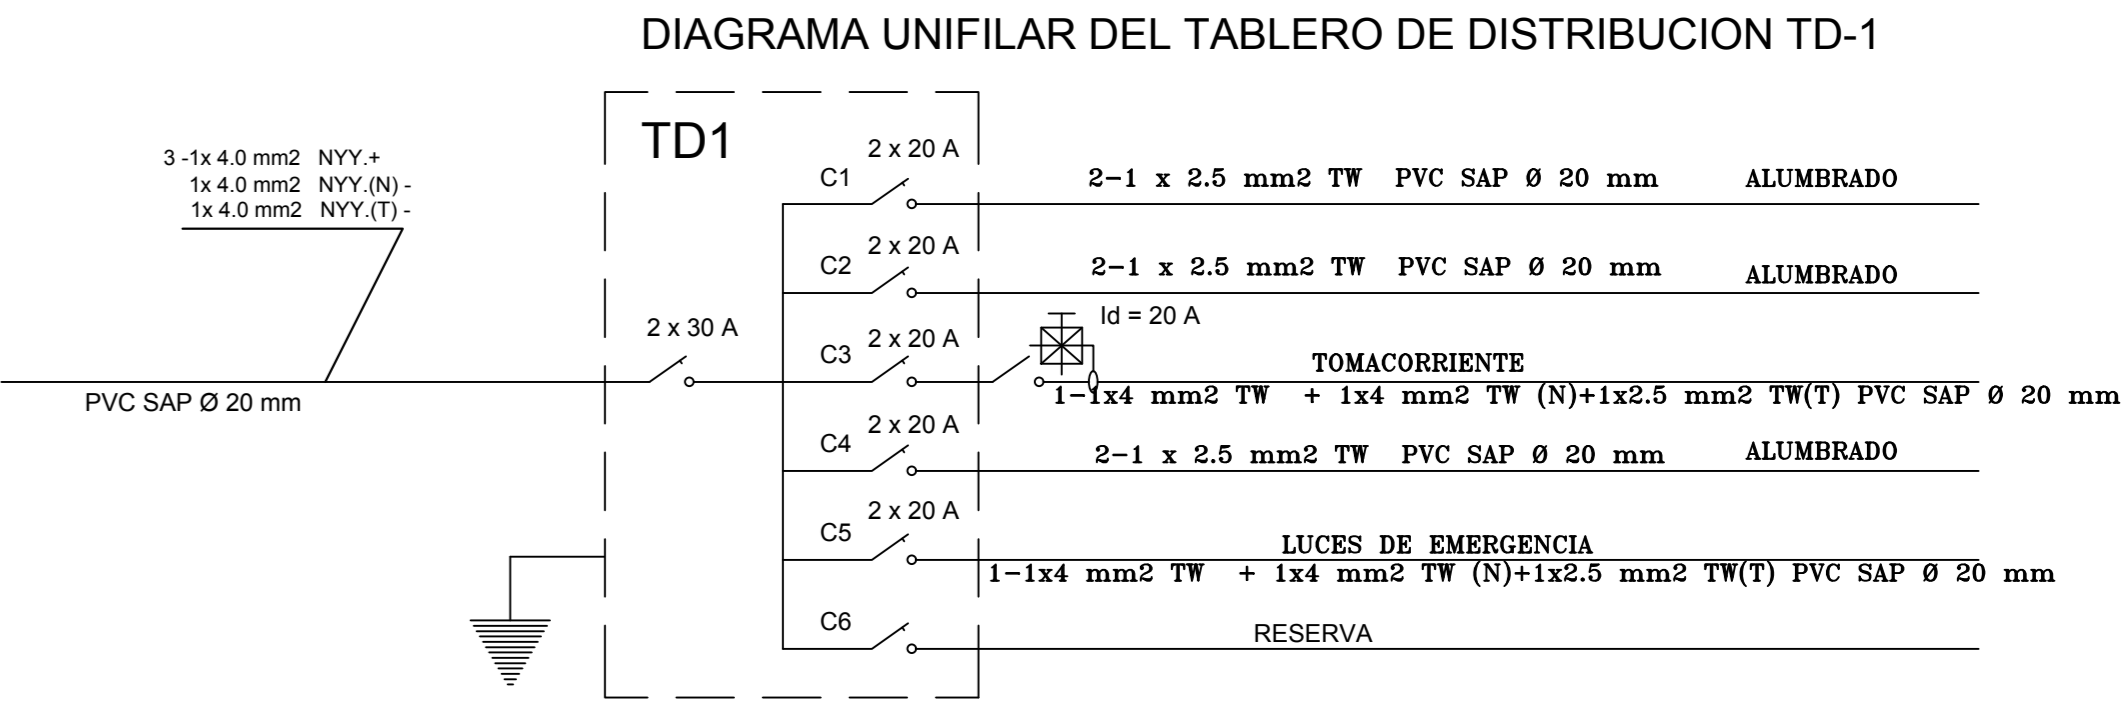 DIAGRAMA UNIFILAR DEL TABLERO DE DISTRIBUCION TD-1
3 -1x 4.0 mm2 NYY.+
1x 4.0 mm2 NYY.(N) -
1x 4.0 mm2 NYY.(T) -
PVC SAP Ø 20 mm
TD1
2 x 30 A
C1
2 x 20 A
2-1 x 2.5 mm2 TW PVC SAP Ø 20 mm
ALUMBRADO
C2
2 x 20 A
2-1 x 2.5 mm2 TW PVC SAP Ø 20 mm
ALUMBRADO
C3
2 x 20 A
Id = 20 A
TOMACORRIENTE
1-1x4 mm2 TW + 1x4 mm2 TW (N)+1x2.5 mm2 TW(T) PVC SAP Ø 20 mm
C4
2 x 20 A
2-1 x 2.5 mm2 TW PVC SAP Ø 20 mm
ALUMBRADO
C5
2 x 20 A
LUCES DE EMERGENCIA
1-1x4 mm2 TW + 1x4 mm2 TW (N)+1x2.5 mm2 TW(T) PVC SAP Ø 20 mm
C6
RESERVA